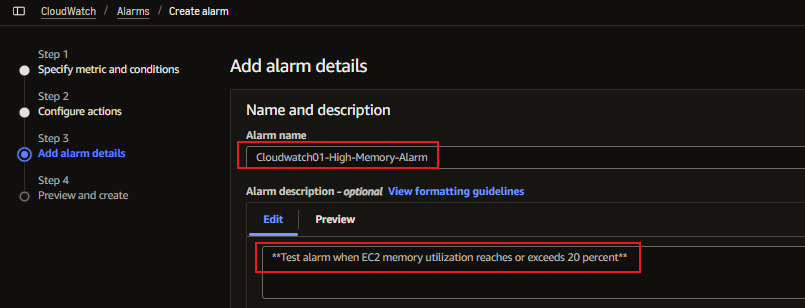 CloudWatch / Alarms / Create alarm
Step 1
Specify metric and conditions
Step 2
Configure actions
Step 3
Add alarm details
Step 4
Preview and create
Add alarm details
Name and description
Alarm name
Cloudwatch01-High-Memory-Alarm
Alarm description - optional View formatting guidelines
Edit Preview
**Test alarm when EC2 memory utilization reaches or exceeds 20 percent**